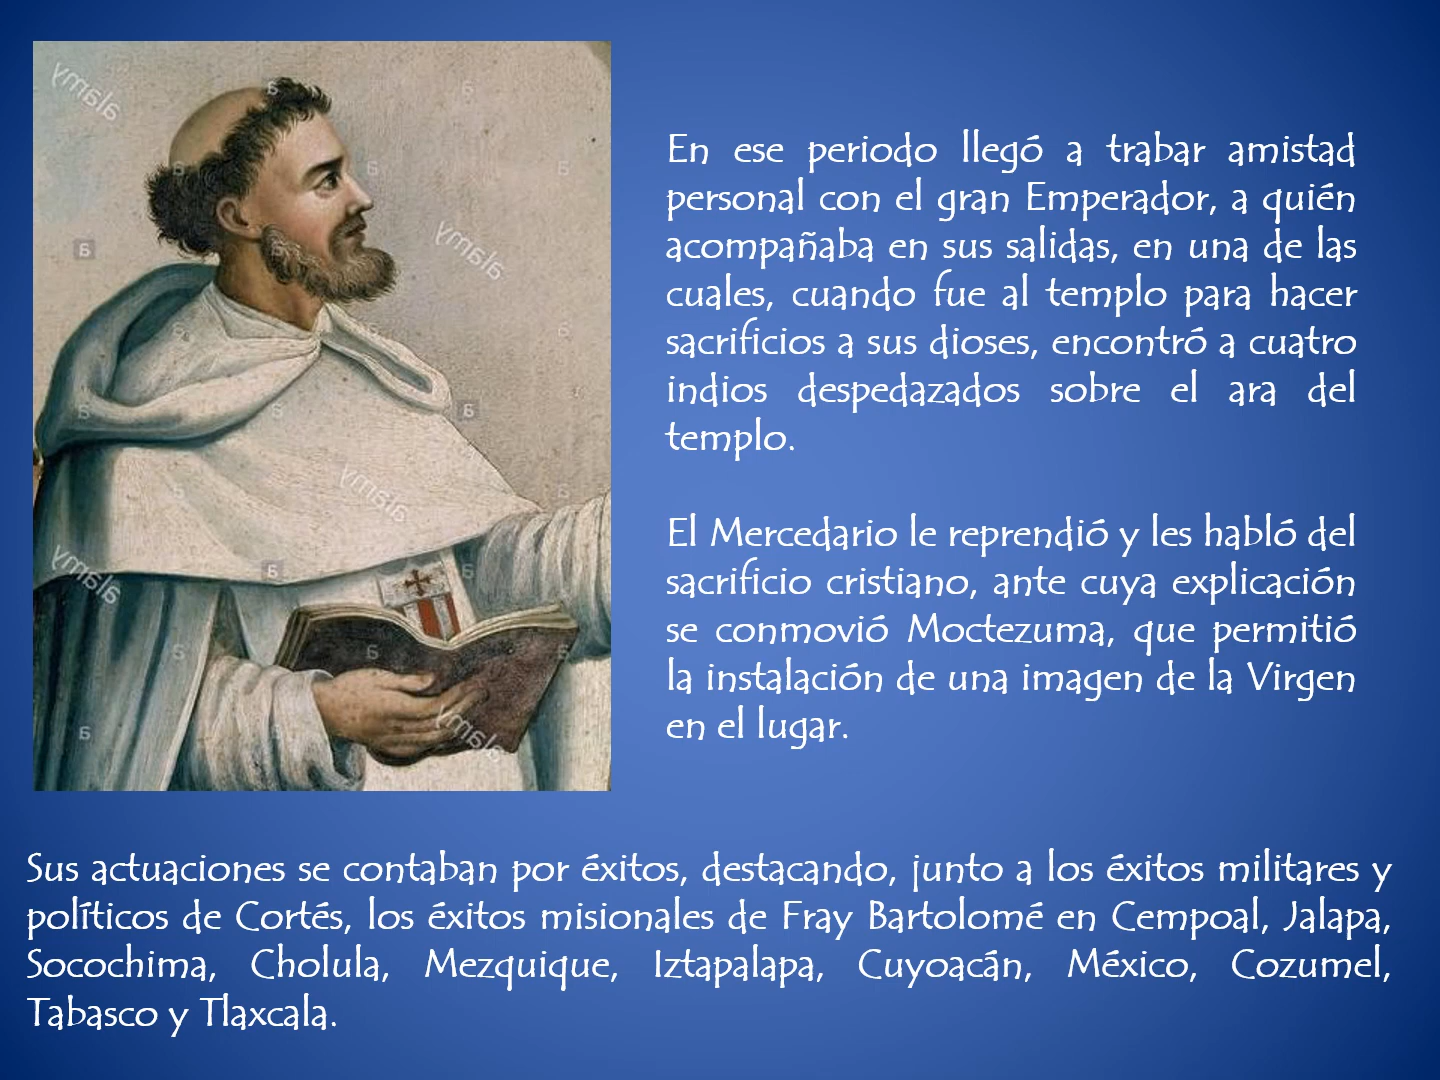 En ese periodo llegó a trabar amistad
personal con el gran Emperador, a quién
acompañaba en sus salidas, en una de las
cuales, cuando fue al templo para hacer
sacrificios a sus dioses, encontró a cuatro
indios despedazados sobre el ara del
templo.
El Mercedario le reprendió y les habló del
sacrificio cristiano, ante cuya explicación
se conmovió Moctezuma, que permitió
la instalación de una imagen de la Virgen
en el lugar.
Sus actuaciones se contaban por éxitos, destacando, junto a los éxitos militares y
políticos de Cortés, los éxitos misionales de Fray Bartolomé en Cempoal, Jalapa,
Socochima, Cholula, Mezquique, Iztapalapa, Cuyoacán, México, Cozumel,
Tabasco y Tlaxcala.
alamy
alamy
alamy
alamy
alamy